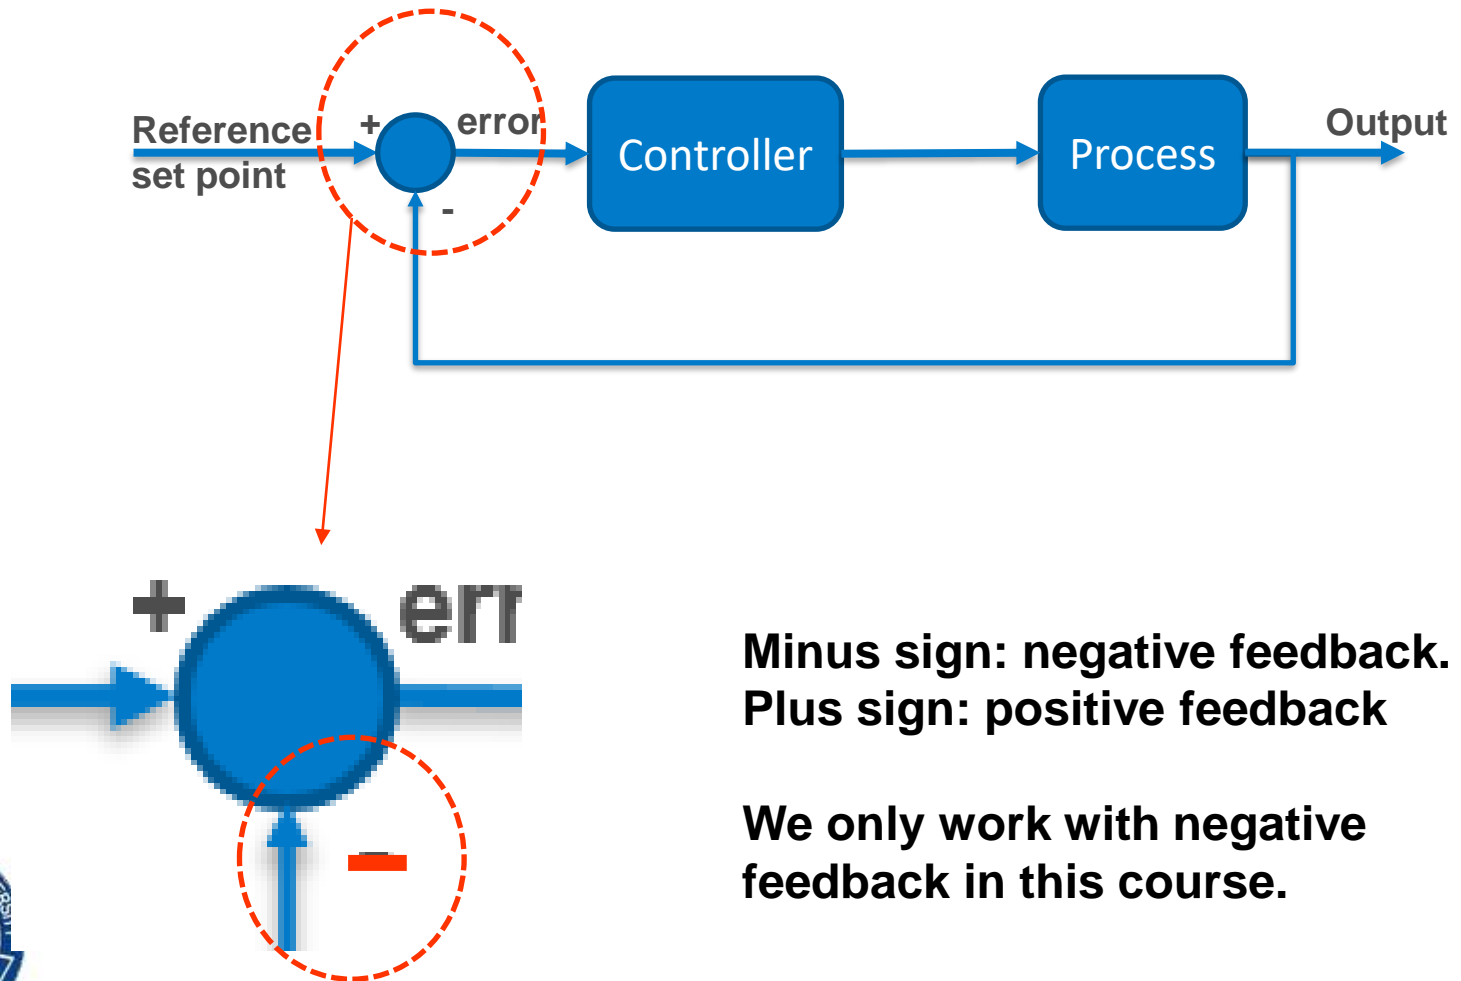 Reference
set point
+
error
-
Controller
Process
Output
+
err
-
Minus sign: negative feedback.
Plus sign: positive feedback
We only work with negative
feedback in this course.